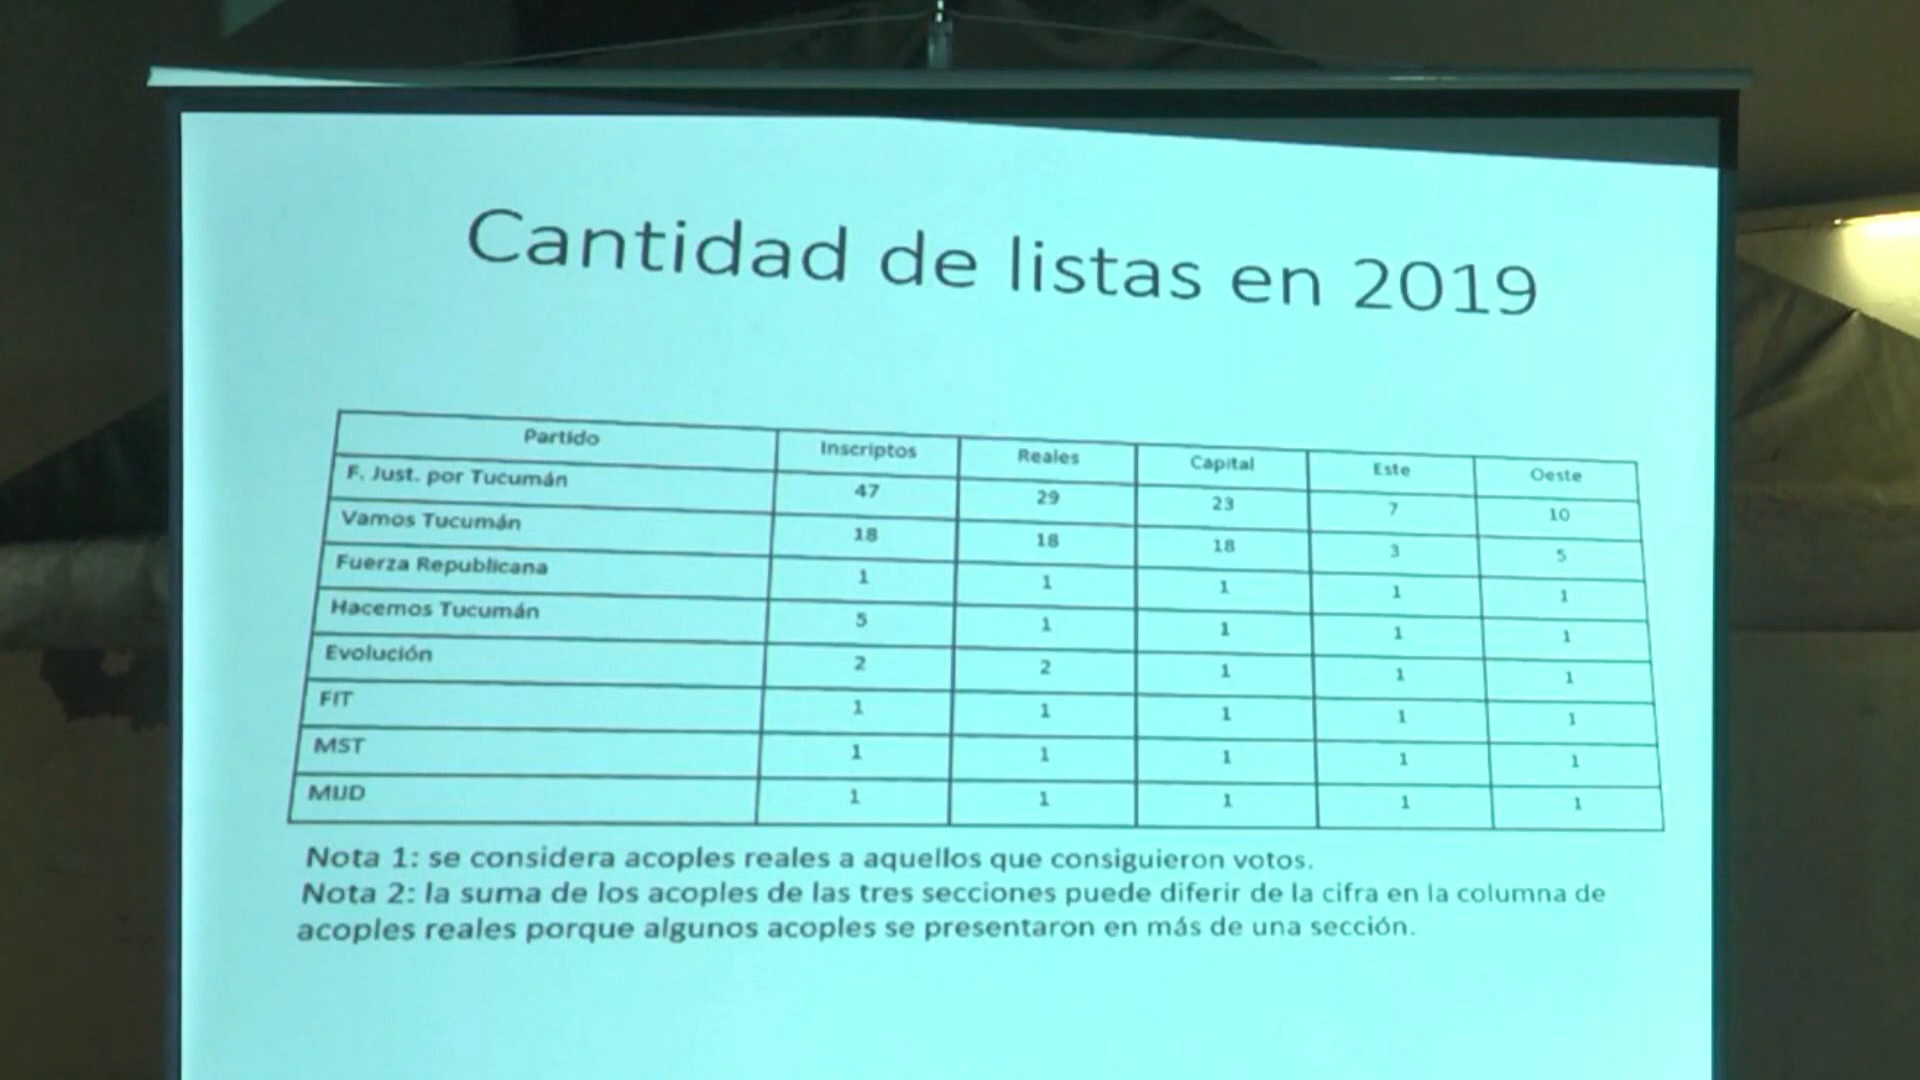 Cantidad de listas en 2019
Partido Inscriptos Reales Capital Este Oeste
F. Just. por Tucumán 47 29 23 7 10
Vamos Tucumán 18 18 18 3 5
Fuerza Republicana 1 1 1 1 1
Hacemos Tucumán 5 1 1 1 1
Evolución 2 2 1 1 1
FIT 1 1 1 1 1
MST 1 1 1 1 1
MUD 1 1 1 1 1
Nota 1: se considera acoples reales a aquellos que consiguieron votos.
Nota 2: la suma de los acoples de las tres secciones puede diferir de la cifra en la columna de
acoples reales porque algunos acoples se presentaron en más de una sección.